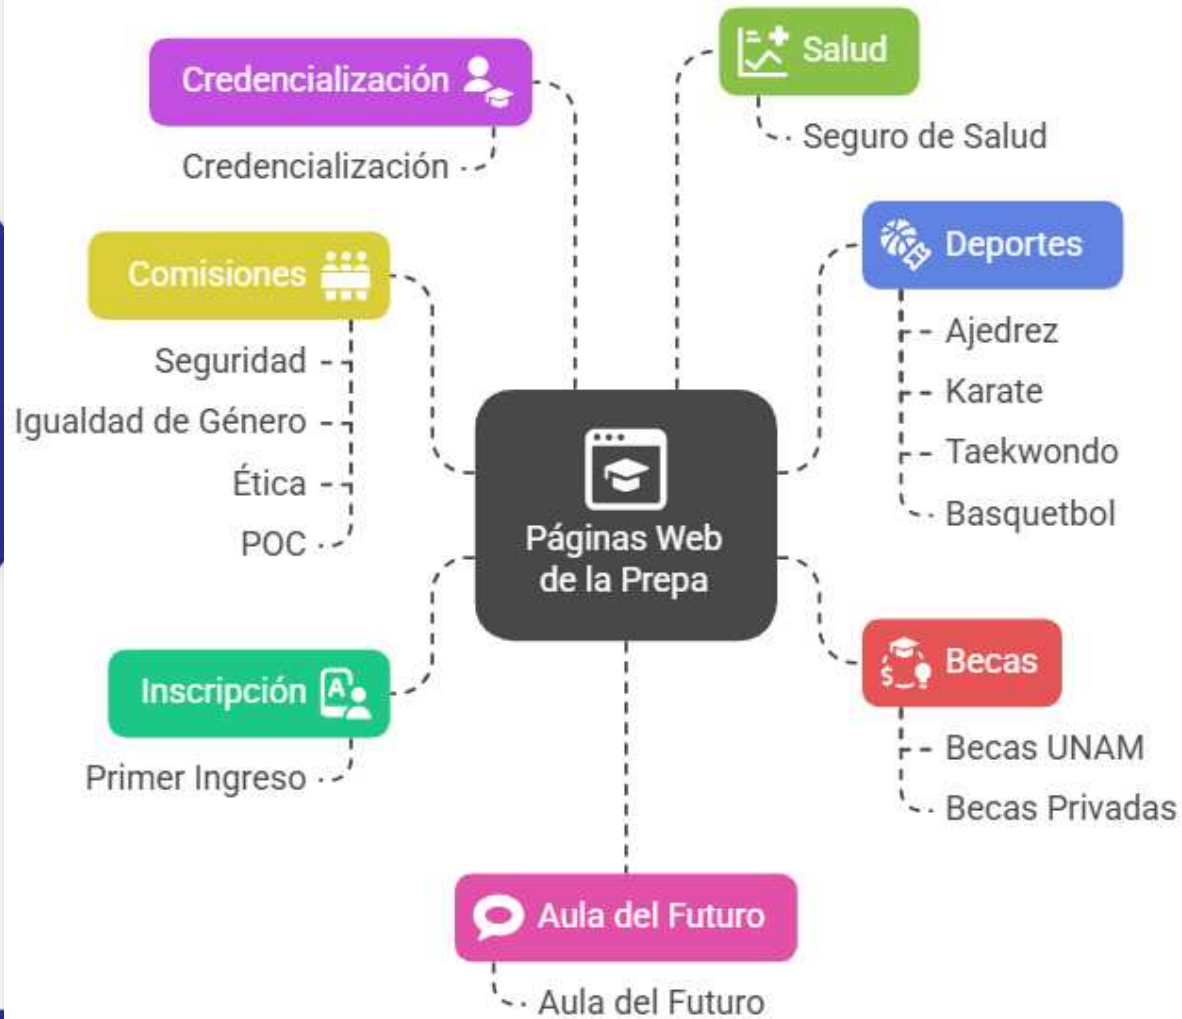 Credencialización
Credencialización
Salud
Seguro de Salud
Comisiones
Seguridad
Igualdad de Género
Ética
POC
Deportes
Ajedrez
Karate
Taekwondo
Basquetbol
Páginas Web
de la Prepa
Inscripción
Primer Ingreso
Becas
Becas UNAM
Becas Privadas
Aula del Futuro
Aula del Futuro